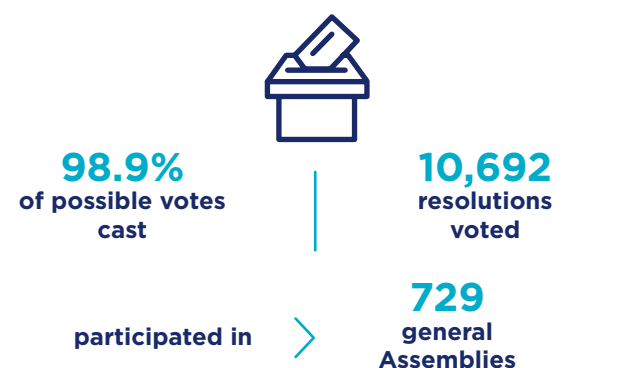 98.9%
of possible votes
cast
10,692
resolutions
voted
participated in
729
general
Assemblies